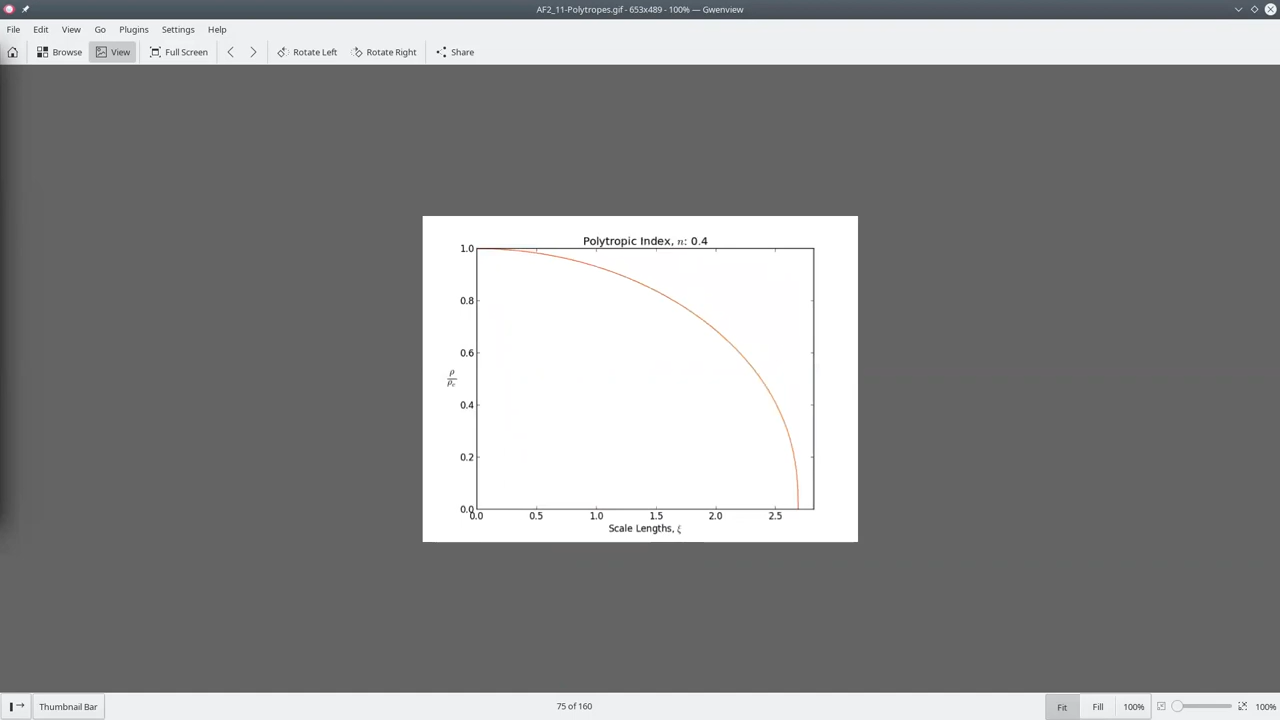 AF2_11-Polytropes.gif - 653x489 - 100% — Gwenview
File Edit View Go Plugins Settings Help
Browse View Full Screen Rotate Left Rotate Right Share
Polytropic Index, n: 0.4
1.0
0.8
0.6
ρ
ρc
0.4
0.2
0.0
0.0 0.5 1.0 1.5 2.0 2.5
Scale Lengths, ξ
Thumbnail Bar 75 of 160 Fit Fill 100% 100%